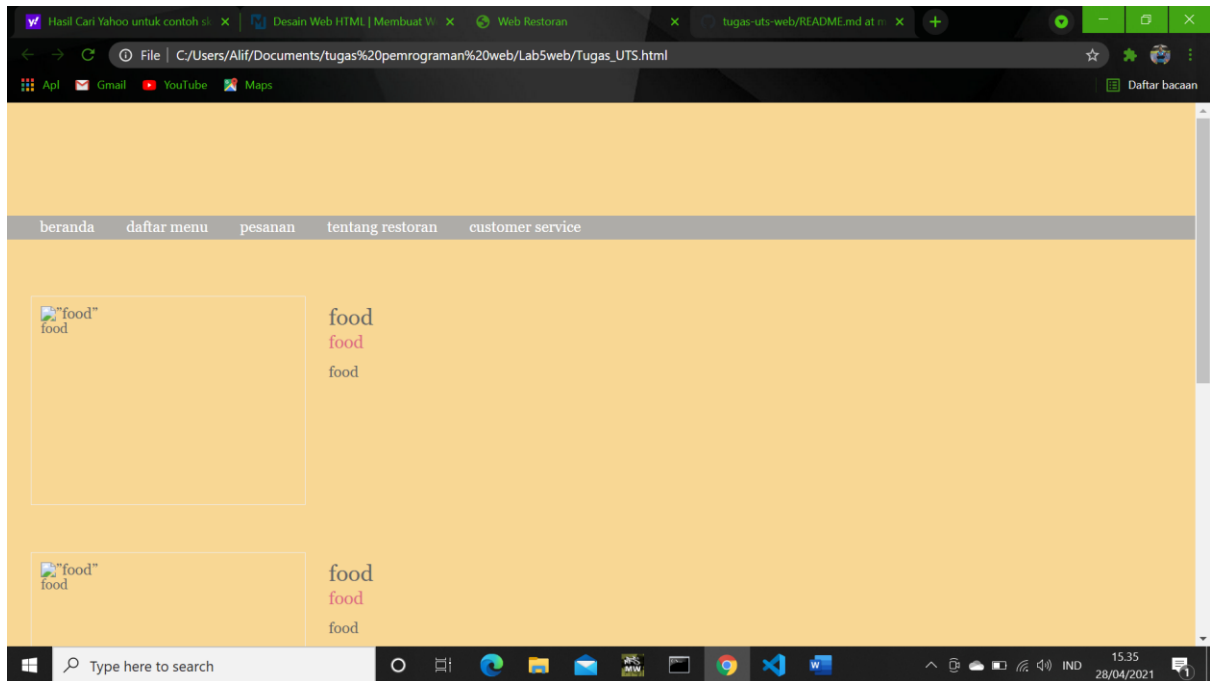 Hasil Cari Yahoo untuk contoh sl
Desain Web HTML | Membuat W
Web Restoran
tugas-uts-web/README.md at m
File | C:/Users/Alif/Documents/tugas%20pemrograman%20web/Lab5web/Tugas_UTS.html
Apl Gmail YouTube Maps Daftar bacaan
beranda daftar menu pesanan tentang restoran customer service
"food"
food
food
food
food
"food"
food
food
food
food
Type here to search
IND
15.35
28/04/2021